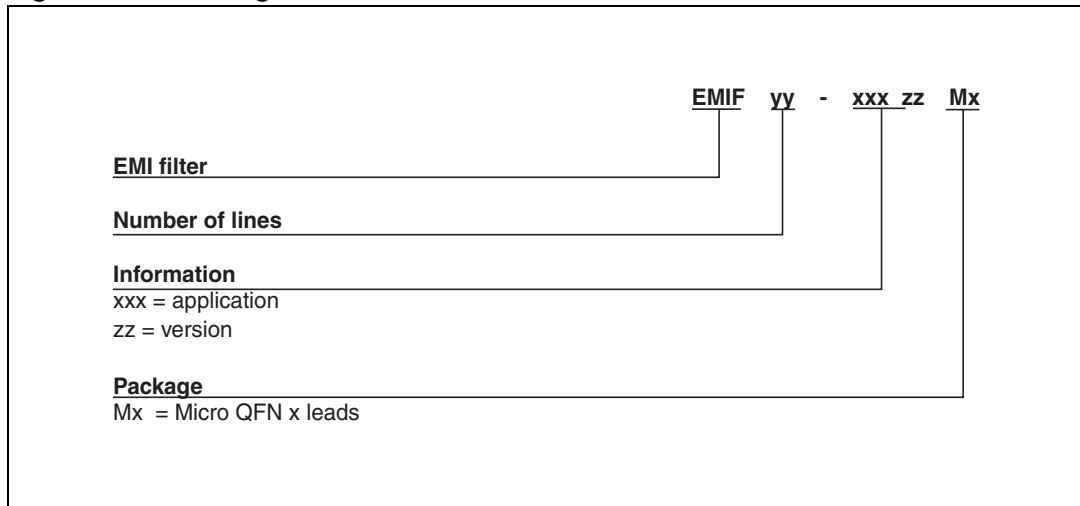 EMIF yy - xxx zz Mx
EMI filter
Number of lines
Information
xxx = application
zz = version
Package
Mx = Micro QFN x leads